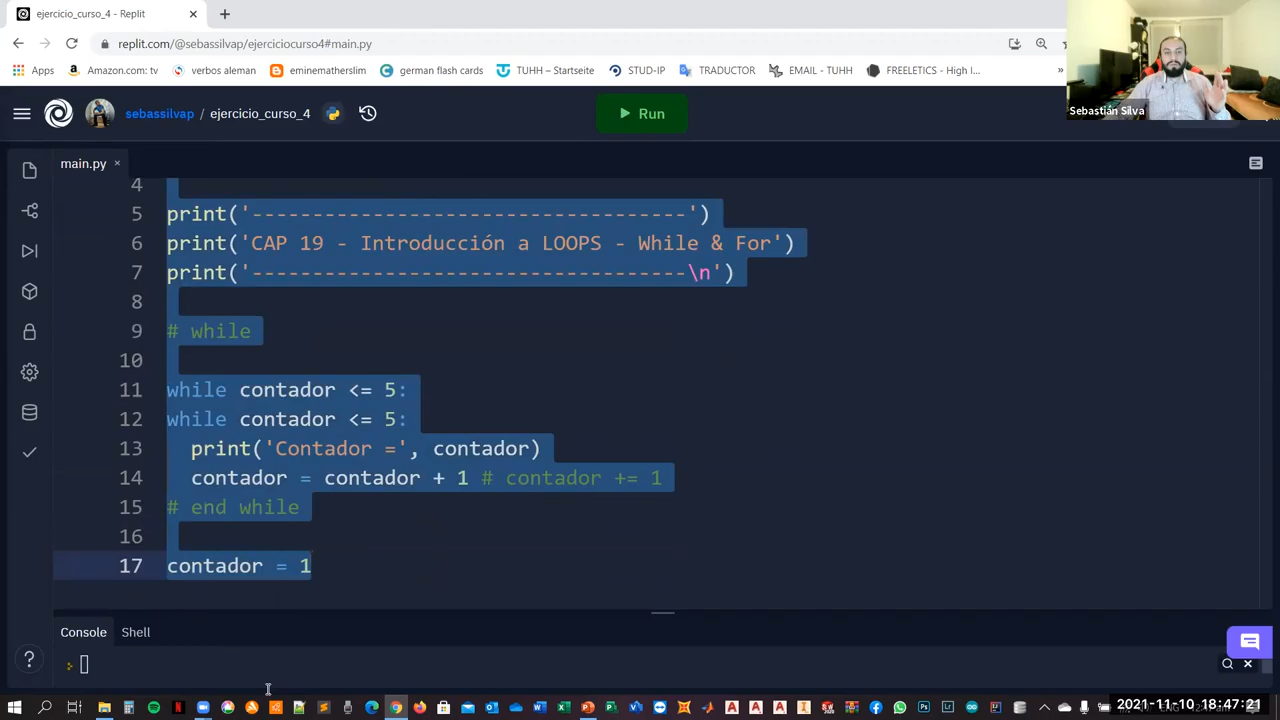 ejercicio_curso_4 - Replit
replit.com/@sebassilvap/ejerciciocurso4#main.py
Apps Amazon.com: tv verbos aleman eminematherslim german flash cards TUHH – Startseite STUD-IP TRADUCTOR EMAIL - TUHH FREELETICS - High I... »
Sebastián Silva
sebassilvap / ejercicio_curso_4
Run
main.py
4
5 print('------------------------------------')
6 print('CAP 19 - Introducción a LOOPS - While & For')
7 print('------------------------------------\n')
8
9 # while
10
11 while contador <= 5:
12 while contador <= 5:
13 print('Contador =', contador)
14 contador = contador + 1 # contador += 1
15 # end while
16
17 contador = 1
Console Shell
2021-11-10 18:47:21